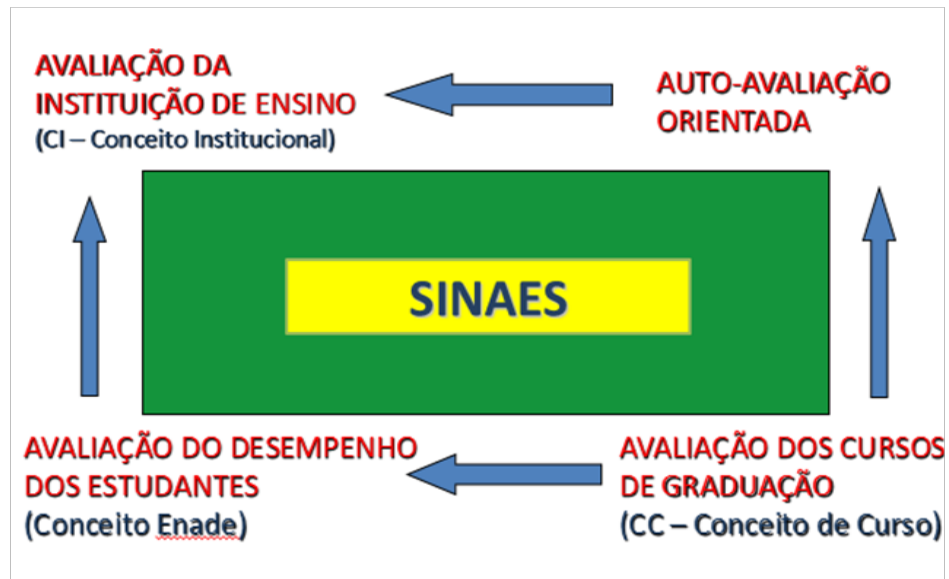 AVALIAÇÃO DA
INSTITUIÇÃO DE ENSINO
(CI – Conceito Institucional)
AUTO-AVALIAÇÃO
ORIENTADA
SINAES
AVALIAÇÃO DO DESEMPENHO
DOS ESTUDANTES
(Conceito Enade)
AVALIAÇÃO DOS CURSOS
DE GRADUAÇÃO
(CC – Conceito de Curso)